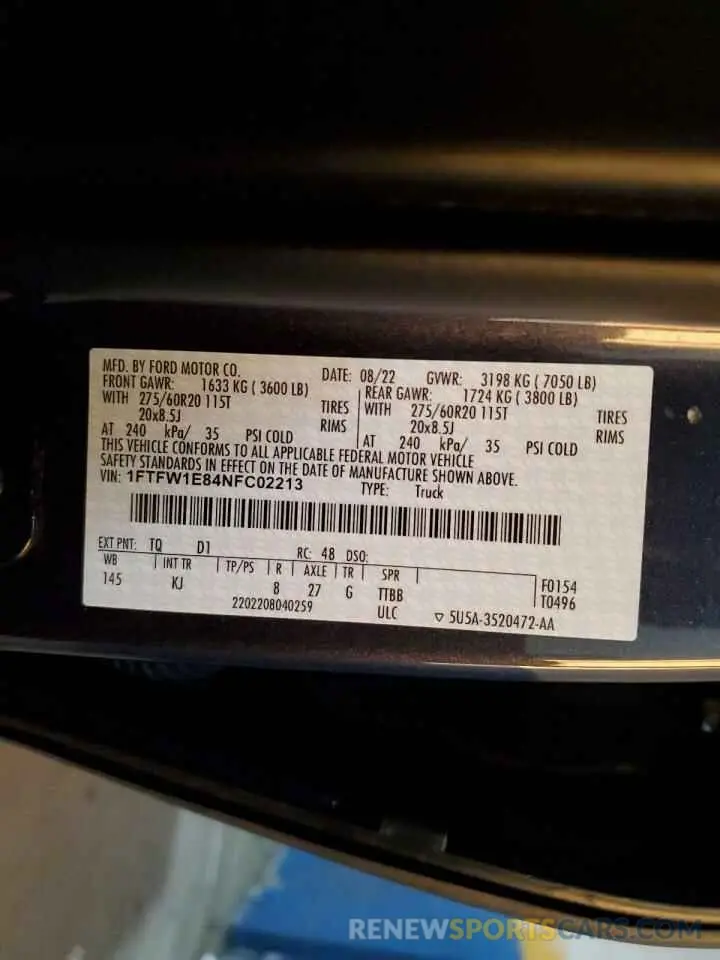 MFD. BY FORD MOTOR CO. DATE: 08/22 GVWR: 3198 KG ( 7050 LB)
FRONT GAWR: 1633 KG ( 3600 LB) REAR GAWR: 1724 KG ( 3800 LB)
WITH 275/60R20 115T TIRES WITH 275/60R20 115T TIRES
20x8.5J RIMS 20x8.5J RIMS
AT 240 kPa/ 35 PSI COLD AT 240 kPa/ 35 PSI COLD
THIS VEHICLE CONFORMS TO ALL APPLICABLE FEDERAL MOTOR VEHICLE
SAFETY STANDARDS IN EFFECT ON THE DATE OF MANUFACTURE SHOWN ABOVE.
VIN: 1FTFW1E84NFC02213 TYPE: Truck
EXT PNT: TQ D1 RC: 48 DSO:
WB INT TR TP/PS R AXLE TR SPR F0154
145 KJ 8 27 G TTBB T0496
2202208040259 ULC 5U5A-3520472-AA
RENEWSPORTSCARS.COM